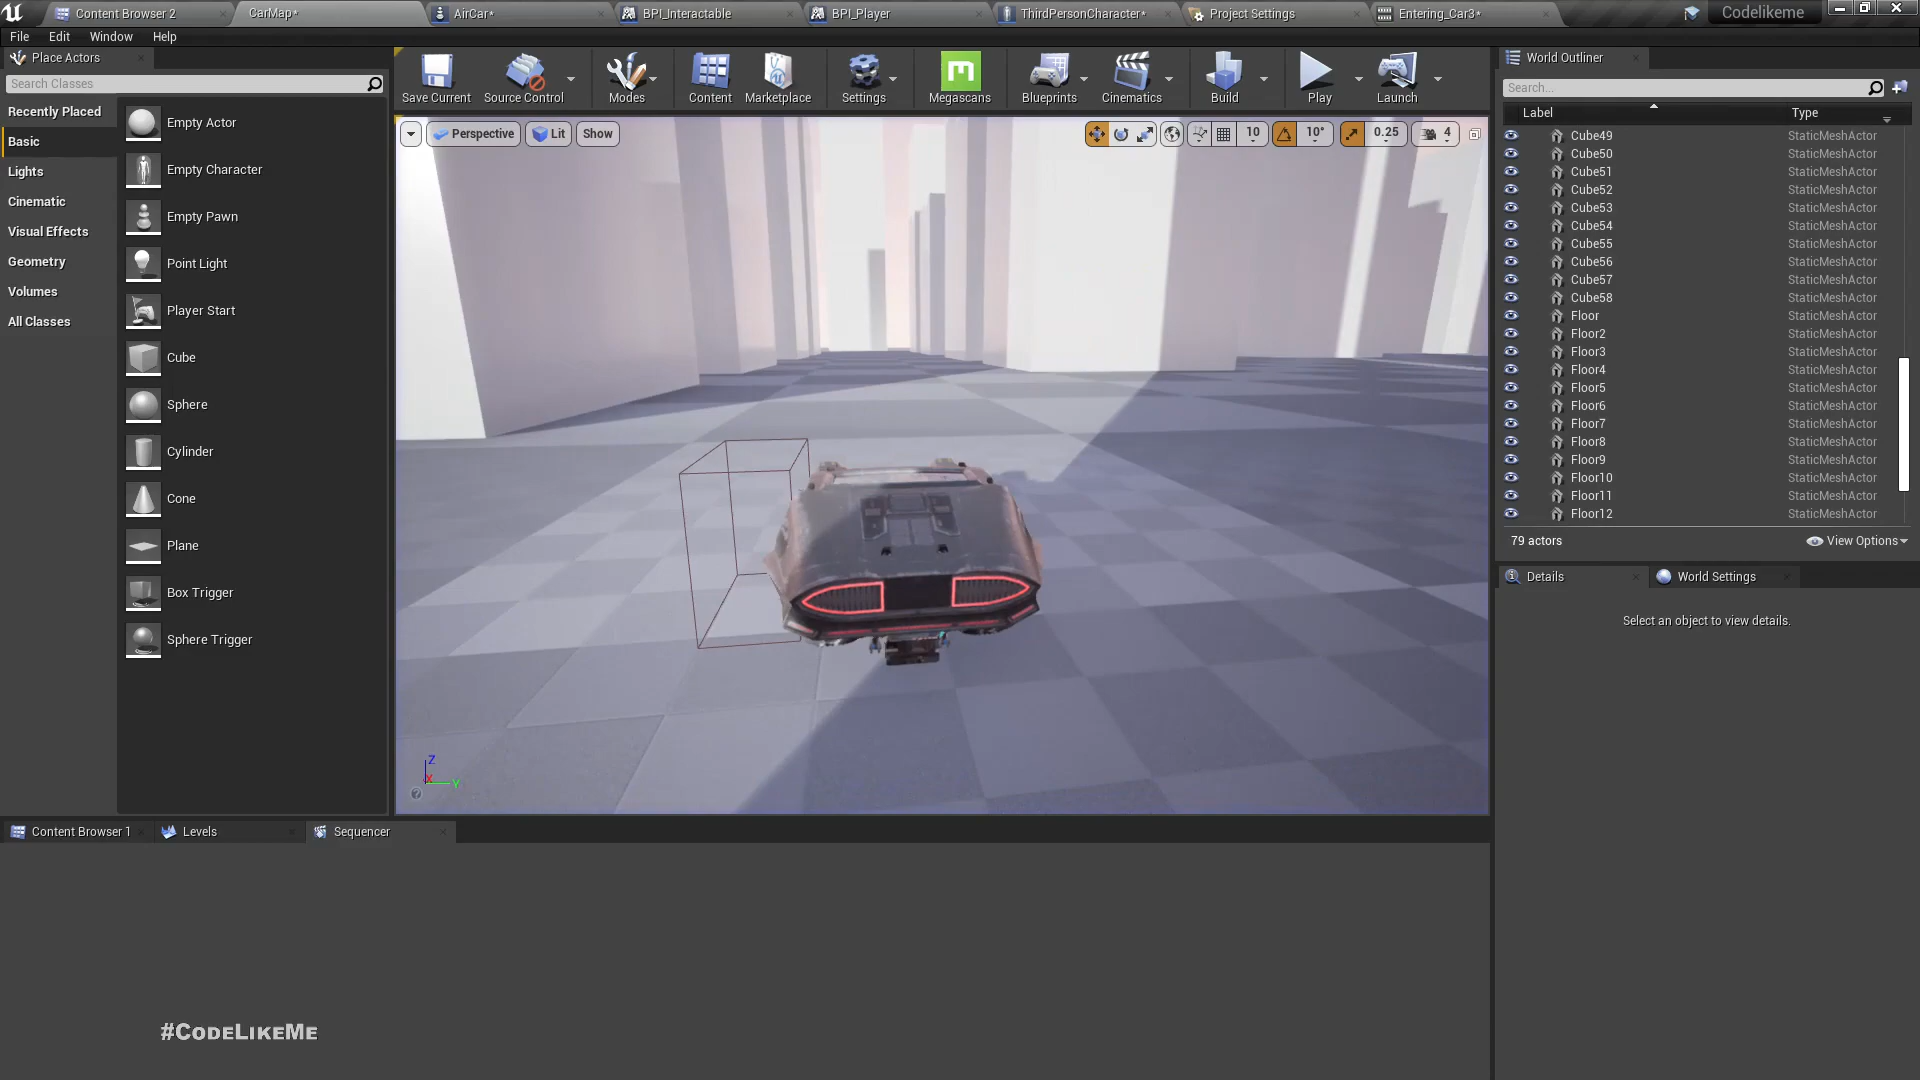 Content Browser 2
CarMap*
AirCar*
BPI_Interactable
BPI_Player
ThirdPersonCharacter*
Project Settings
Entering_Car3*
Codelikeme
File Edit Window Help
Place Actors
Search Classes
Recently Placed
Basic
Lights
Cinematic
Visual Effects
Geometry
Volumes
All Classes
Empty Actor
Empty Character
Empty Pawn
Point Light
Player Start
Cube
Sphere
Cylinder
Cone
Plane
Box Trigger
Sphere Trigger
Save Current
Source Control
Modes
Content
Marketplace
Settings
Megascans
Blueprints
Cinematics
Build
Play
Launch
Perspective
Lit
Show
10
10°
0.25
4
Z
X
Y
World Outliner
Search...
Label Type
Cube49 StaticMeshActor
Cube50 StaticMeshActor
Cube51 StaticMeshActor
Cube52 StaticMeshActor
Cube53 StaticMeshActor
Cube54 StaticMeshActor
Cube55 StaticMeshActor
Cube56 StaticMeshActor
Cube57 StaticMeshActor
Cube58 StaticMeshActor
Floor StaticMeshActor
Floor2 StaticMeshActor
Floor3 StaticMeshActor
Floor4 StaticMeshActor
Floor5 StaticMeshActor
Floor6 StaticMeshActor
Floor7 StaticMeshActor
Floor8 StaticMeshActor
Floor9 StaticMeshActor
Floor10 StaticMeshActor
Floor11 StaticMeshActor
Floor12 StaticMeshActor
79 actors
View Options
Details
World Settings
Select an object to view details.
Content Browser 1
Levels
Sequencer
#CodeLikeMe